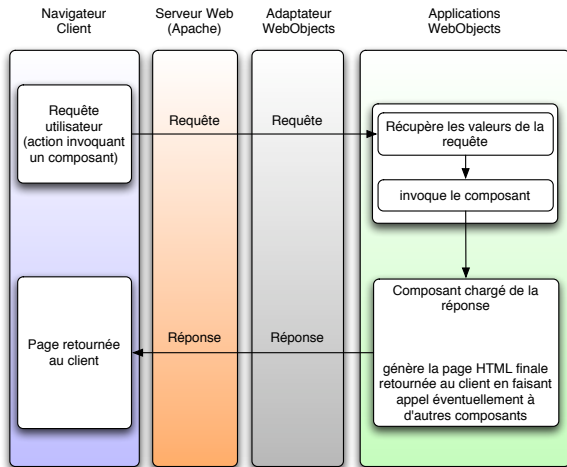 Navigateur
Client
Serveur Web
(Apache)
Adaptateur
WebObjects
Applications
WebObjects
Requête
utilisateur
(action invoquant
un composant)
Requête
Requête
Récupère les valeurs de la
requête
invoque le composant
Composant chargé de la
réponse
génère la page HTML finale
retournée au client en faisant
appel éventuellement à
d'autres composants
Réponse
Réponse
Page retournée
au client